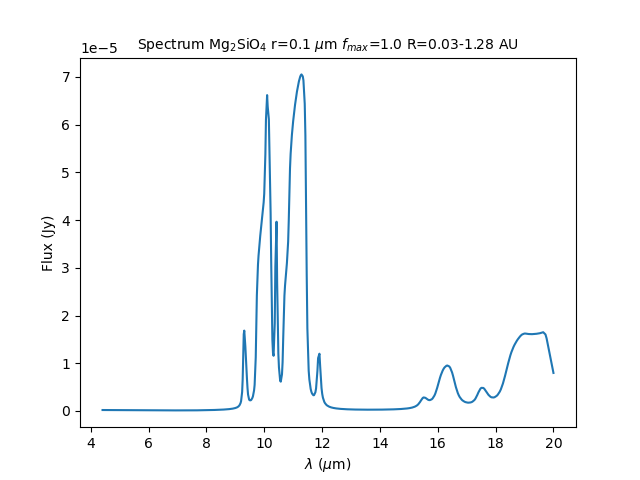 Spectrum Mg₂SiO₄ r=0.1 μm f_max=1.0 R=0.03-1.28 AU
1e−5
7
6
5
4
3
2
1
0
Flux (Jy)
4 6 8 10 12 14 16 18 20
λ (μm)